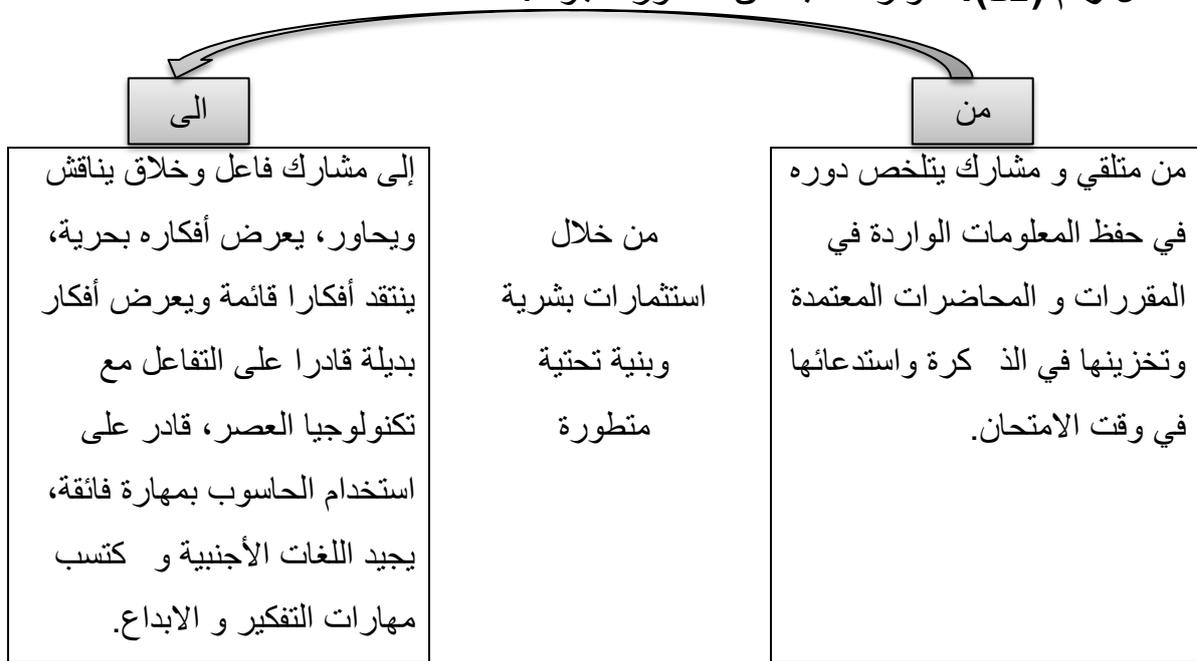 رقم (22):
من
من متلقي و مشارك يتلخص دوره
في حفظ المعلومات الواردة في
المقررات و المحاضرات المعتمدة
وتخزينها في الذ كرة واستدعائها
في وقت الامتحان.
من خلال
استثمارات بشرية
وبنية تحتية
متطورة
الى
إلى مشارك فاعل وخلاق يناقش
ويحاور، يعرض أفكاره بحرية،
ينتقد أفكارا قائمة ويعرض أفكار
بديلة قادرا على التفاعل مع
تكنولوجيا العصر، قادر على
استخدام الحاسوب بمهارة فائقة،
يجيد اللغات الأجنبية و كتسب
مهارات التفكير و الابداع.